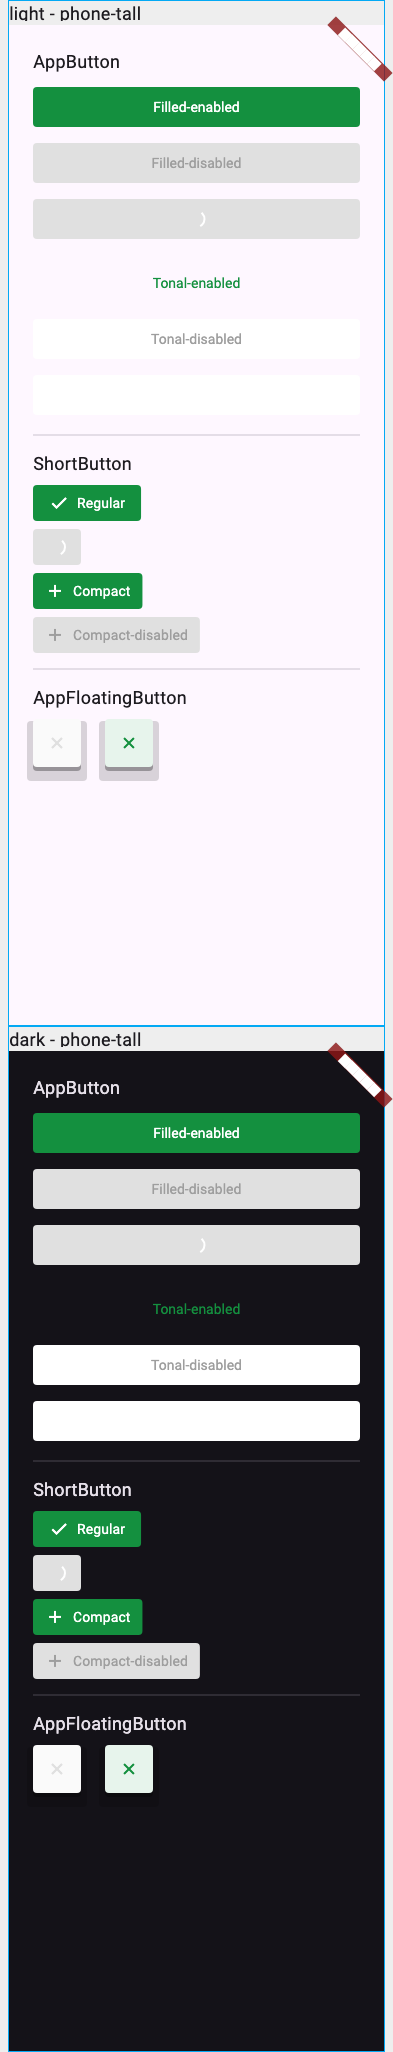 light - phone-tall
AppButton
Filled-enabled
Filled-disabled
Tonal-enabled
Tonal-disabled
ShortButton
Regular
Compact
Compact-disabled
AppFloatingButton
dark - phone-tall
AppButton
Filled-enabled
Filled-disabled
Tonal-enabled
Tonal-disabled
ShortButton
Regular
Compact
Compact-disabled
AppFloatingButton